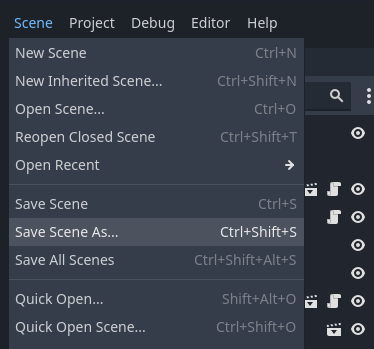 Scene Project Debug Editor Help
New Scene Ctrl+N
New Inherited Scene... Ctrl+Shift+N
Open Scene... Ctrl+O
Reopen Closed Scene Ctrl+Shift+T
Open Recent
Save Scene Ctrl+S
Save Scene As... Ctrl+Shift+S
Save All Scenes Ctrl+Shift+Alt+S
Quick Open... Shift+Alt+O
Quick Open Scene... Ctrl+Shift+O